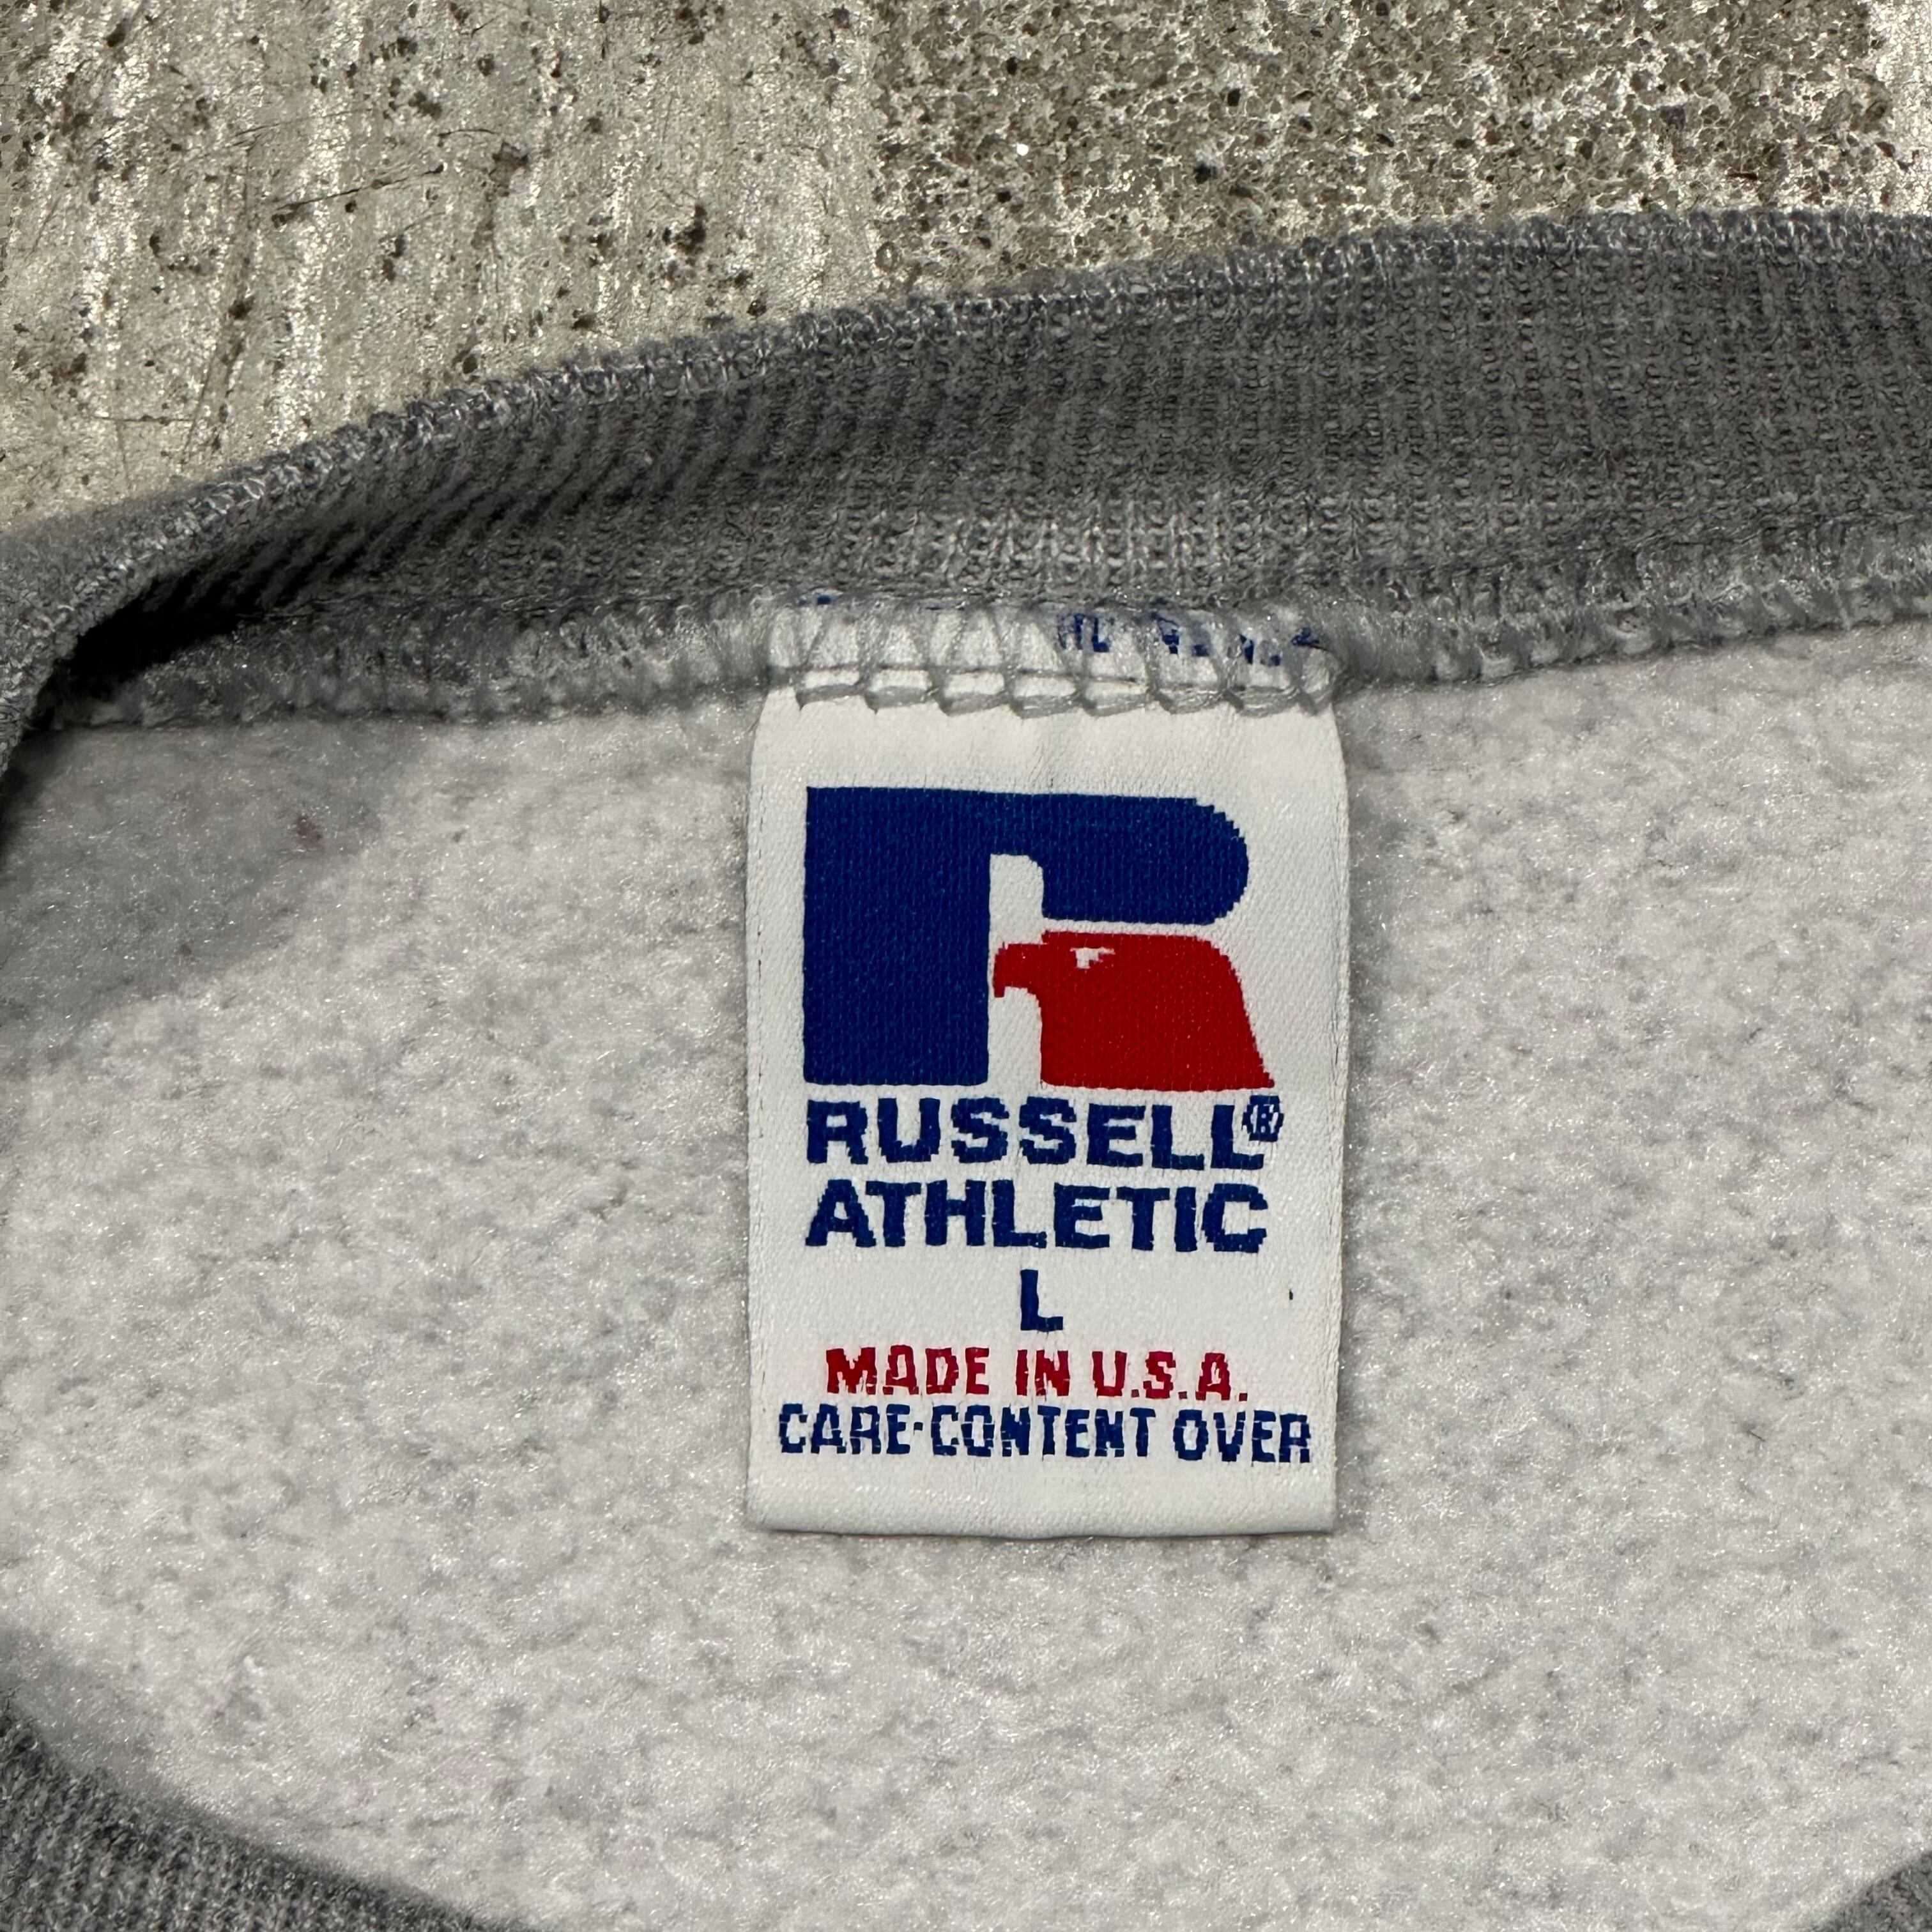 RUSSELL®
ATHLETIC
L
MADE IN U.S.A.
CARE-CONTENT OVER